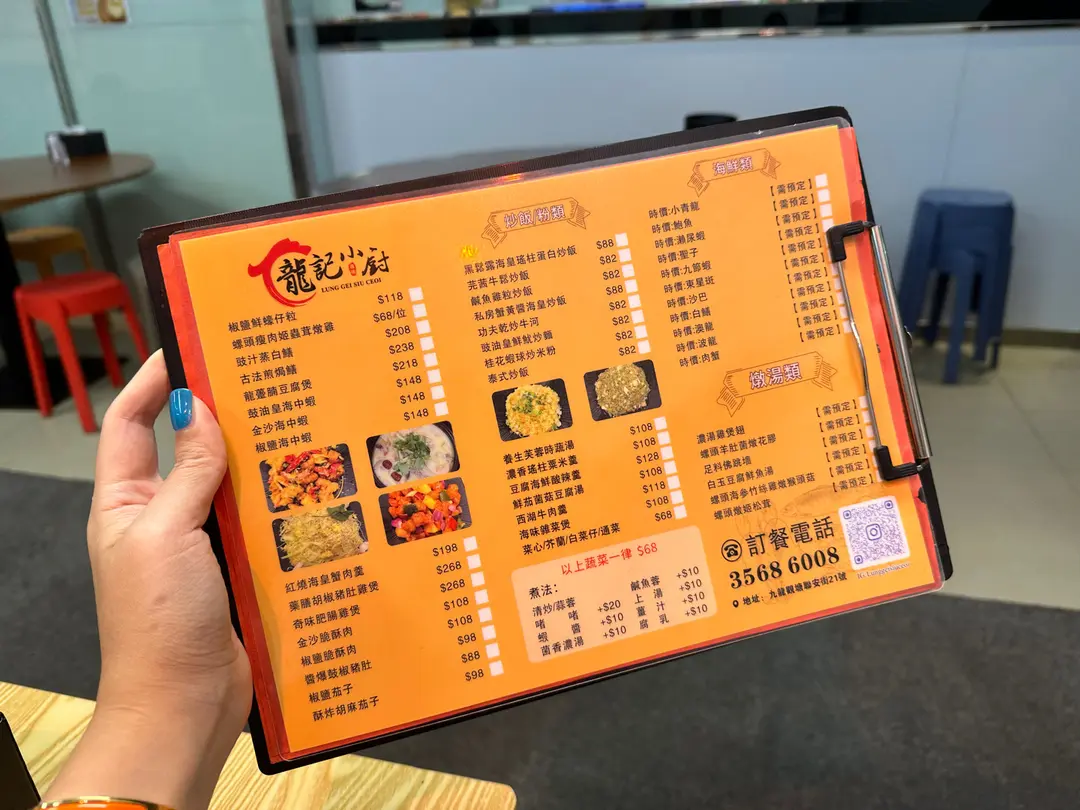 龍記小厨
LUNG GEI SIU CEOI
椒鹽鮮蠔仔粒 $118
螺頭瘦肉姬蟲茸燉雞 $68/位
豉汁蒸白鱔 $208
古法煎焗鱔 $238
龍躉腩豆腐煲 $218
鼓油皇海中蝦 $148
金沙海中蝦 $148
椒鹽海中蝦 $148
紅燒海皇蟹肉羹 $198
藥膳胡椒豬肚雞煲 $268
奇味肥腸雞煲 $268
金沙脆酥肉 $108
椒鹽脆酥肉 $108
醬爆鼓椒豬肚 $98
椒鹽茄子 $88
酥炸胡麻茄子 $98
炒飯/粉類
黑鬆露海皇瑤柱蛋白炒飯 $88
芫茜牛鬆炒飯 $82
鹹魚雞粒炒飯 $82
私房蟹黃醬海皇炒飯 $88
功夫乾炒牛河 $82
豉油皇鮮魷炒麵 $82
桂花蝦球炒米粉 $82
泰式炒飯 $82
養生芙蓉時蔬湯 $108
濃香瑤柱粟米羹 $108
豆腐海鮮酸辣羹 $128
鮮茄菌菇豆腐湯 $108
西湖牛肉羹 $118
海味雜菜煲 $108
菜心/芥蘭/白菜仔/通菜 $68
以上蔬菜一律 $68
煮法:
清炒/蒜蓉 鹹魚蓉 +$10
啫啫 +$20 上湯 +$10
蝦醬 +$10 薑汁 +$10
菌香濃湯 +$10 腐乳 +$10
海鮮類
時價:小青龍 【需預定】
時價:鮑魚 【需預定】
時價:瀨尿蝦 【需預定】
時價:聖子 【需預定】
時價:九節蝦 【需預定】
時價:東星斑 【需預定】
時價:沙巴 【需預定】
時價:白鱔 【需預定】
時價:澳龍 【需預定】
時價:波龍 【需預定】
時價:肉蟹 【需預定】
燉湯類
濃湯雞煲翅 【需預定】
螺頭羊肚菌燉花膠 【需預定】
足料佛跳墻 【需預定】
白玉豆腐鮮魚湯 【需預定】
螺頭海參竹絲雞燉猴頭菇 【需預定】
螺頭燉姬松茸 【需預定】
訂餐電話
3568 6008
地址: 九龍觀塘聯安街21號